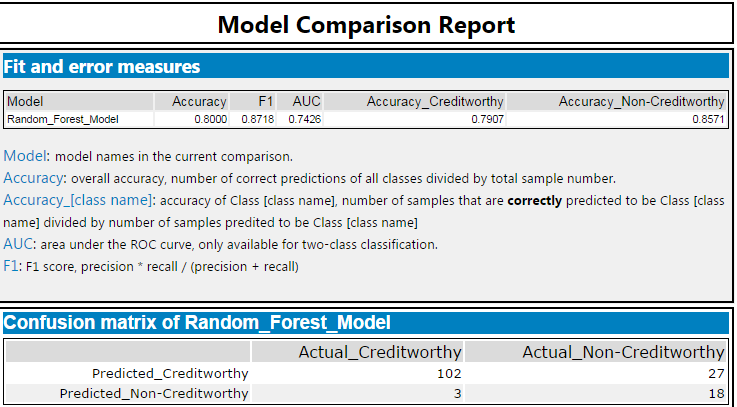 Model Comparison Report
Fit and error measures
Model Accuracy F1 AUC Accuracy_Creditworthy Accuracy_Non-Creditworthy
Random_Forest_Model 0.8000 0.8718 0.7426 0.7907 0.8571
Model: model names in the current comparison.
Accuracy: overall accuracy, number of correct predictions of all classes divided by total sample number.
Accuracy_[class name]: accuracy of Class [class name], number of samples that are correctly predicted to be Class [class
name] divided by number of samples predited to be Class [class name]
AUC: area under the ROC curve, only available for two-class classification.
F1: F1 score, precision * recall / (precision + recall)
Confusion matrix of Random_Forest_Model
Actual_Creditworthy Actual_Non-Creditworthy
Predicted_Creditworthy 102 27
Predicted_Non-Creditworthy 3 18